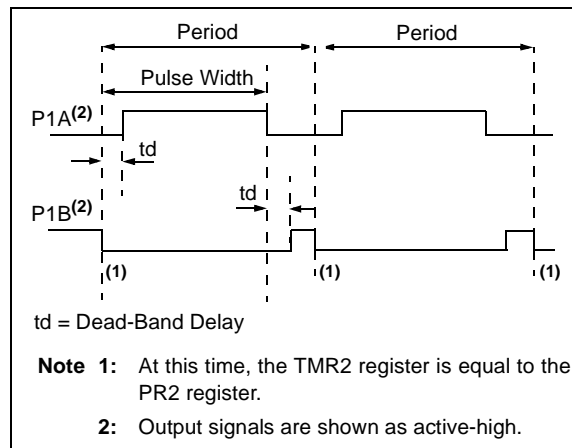 Period Period
Pulse Width
P1A(2)
td
td
P1B(2)
(1) (1) (1)
td = Dead-Band Delay
Note 1: At this time, the TMR2 register is equal to the
PR2 register.
2: Output signals are shown as active-high.